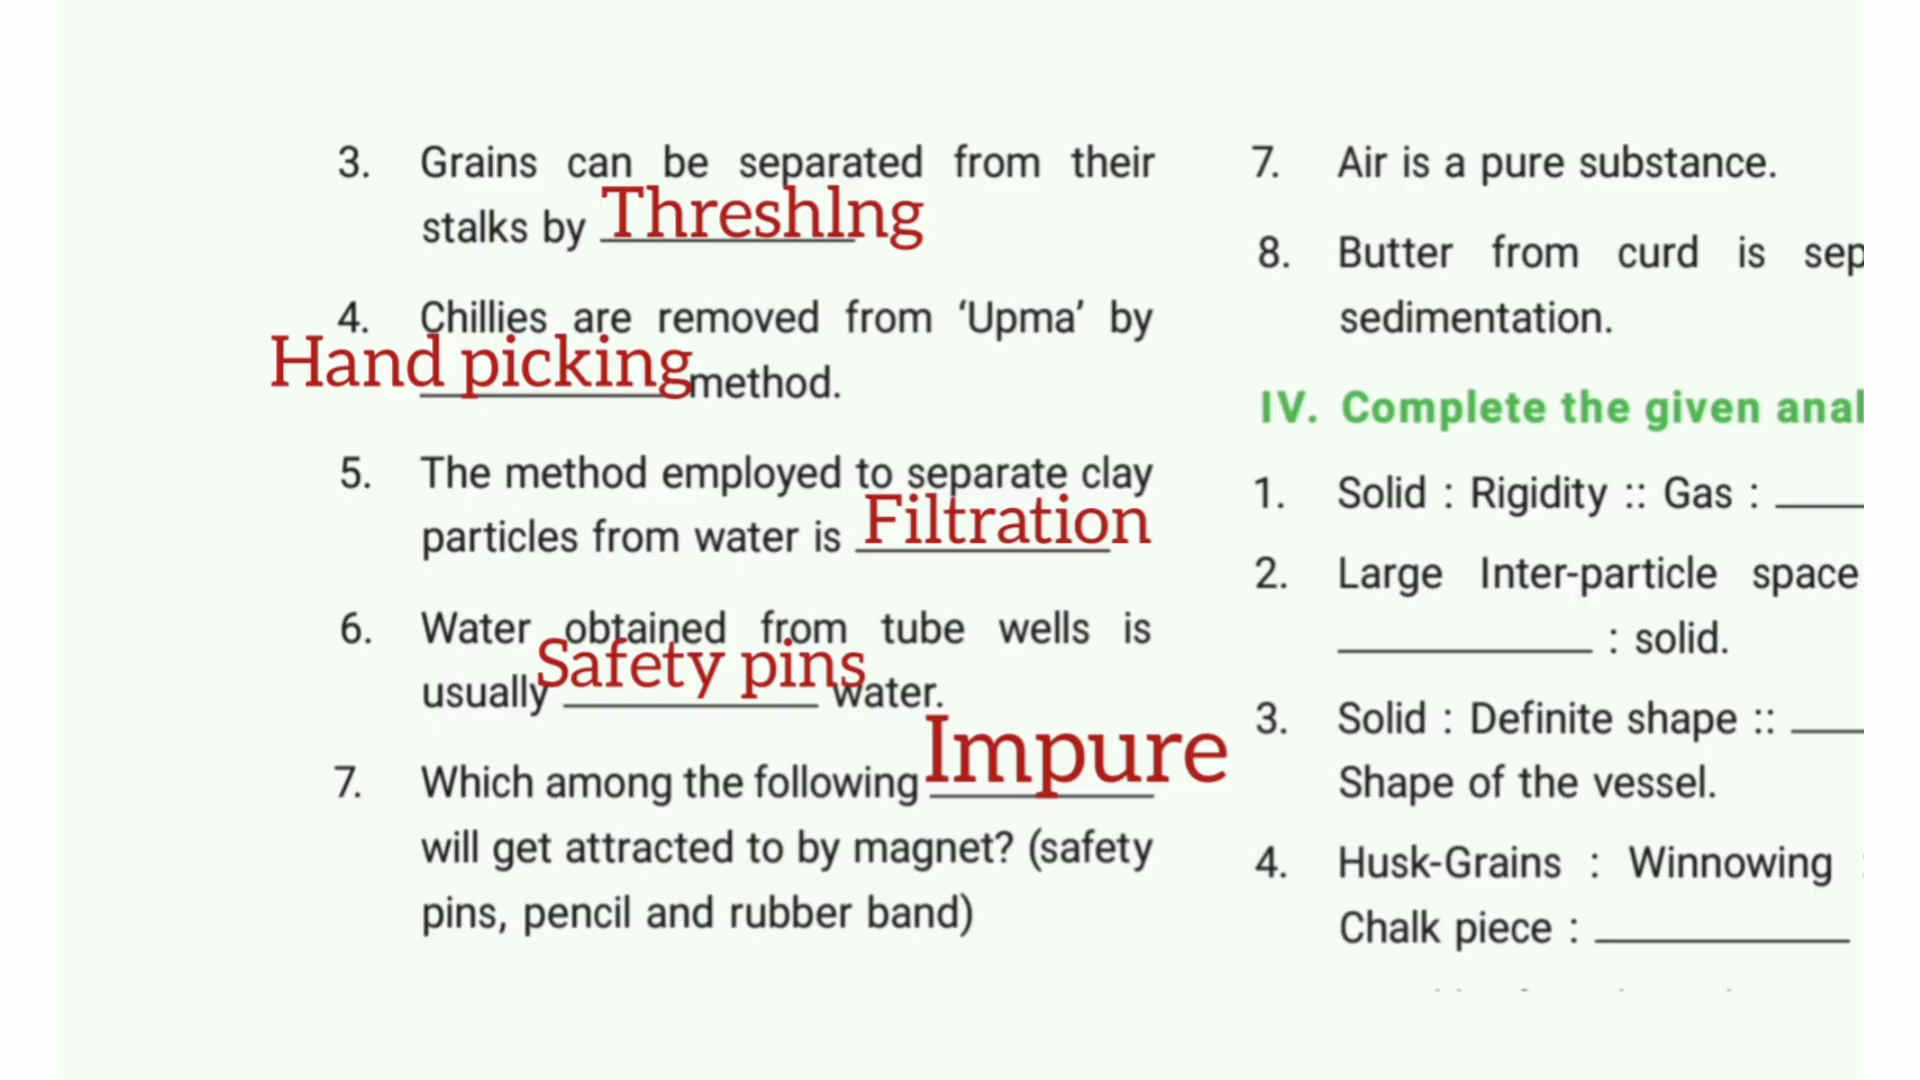 3. Grains can be separated from their
stalks by Threshlng
4. Chillies are removed from ‘Upma’ by
Hand picking method.
5. The method employed to separate clay
particles from water is Filtration
6. Water obtained from tube wells is
usually Safety pins water.
7. Which among the following Impure
will get attracted to by magnet? (safety
pins, pencil and rubber band)
7. Air is a pure substance.
8. Butter from curd is sep
sedimentation.
IV. Complete the given anal
1. Solid : Rigidity :: Gas : ____
2. Large Inter-particle space
____ : solid.
3. Solid : Definite shape :: ____
Shape of the vessel.
4. Husk-Grains : Winnowing :
Chalk piece : ____